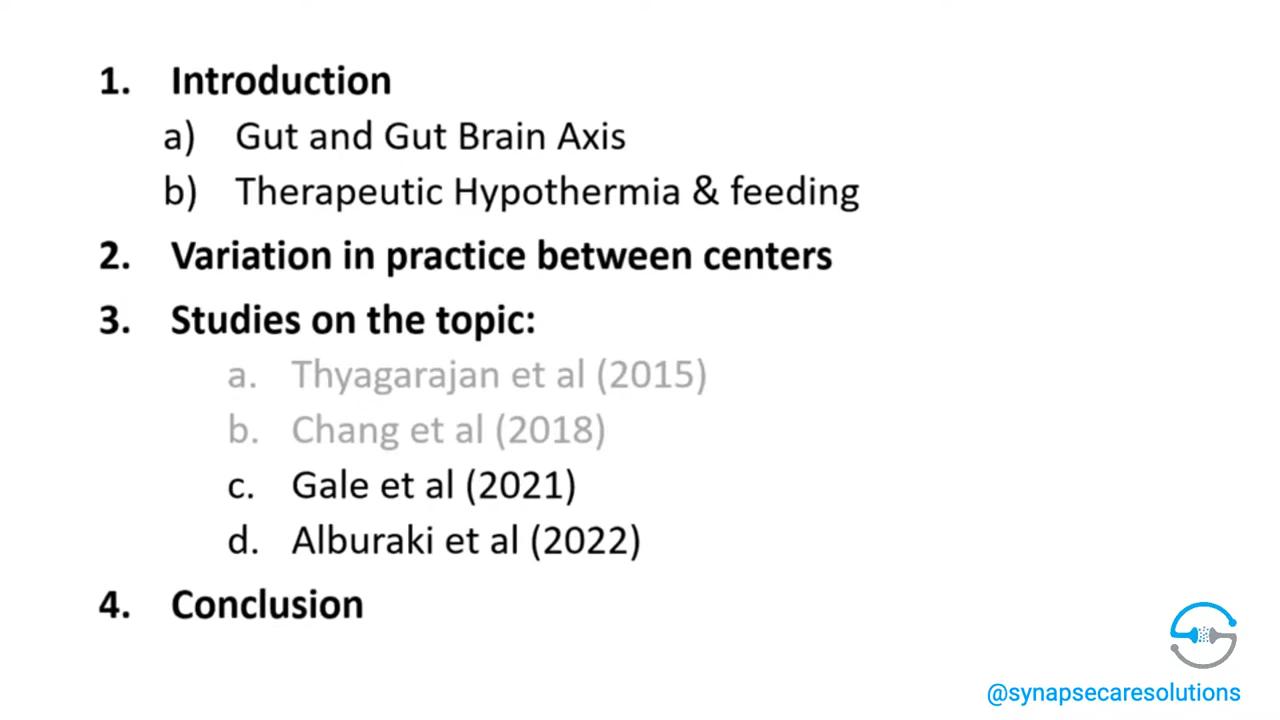 1. Introduction
a) Gut and Gut Brain Axis
b) Therapeutic Hypothermia & feeding
2. Variation in practice between centers
3. Studies on the topic:
a. Thyagarajan et al (2015)
b. Chang et al (2018)
c. Gale et al (2021)
d. Alburaki et al (2022)
4. Conclusion
@synapsecaresolutions